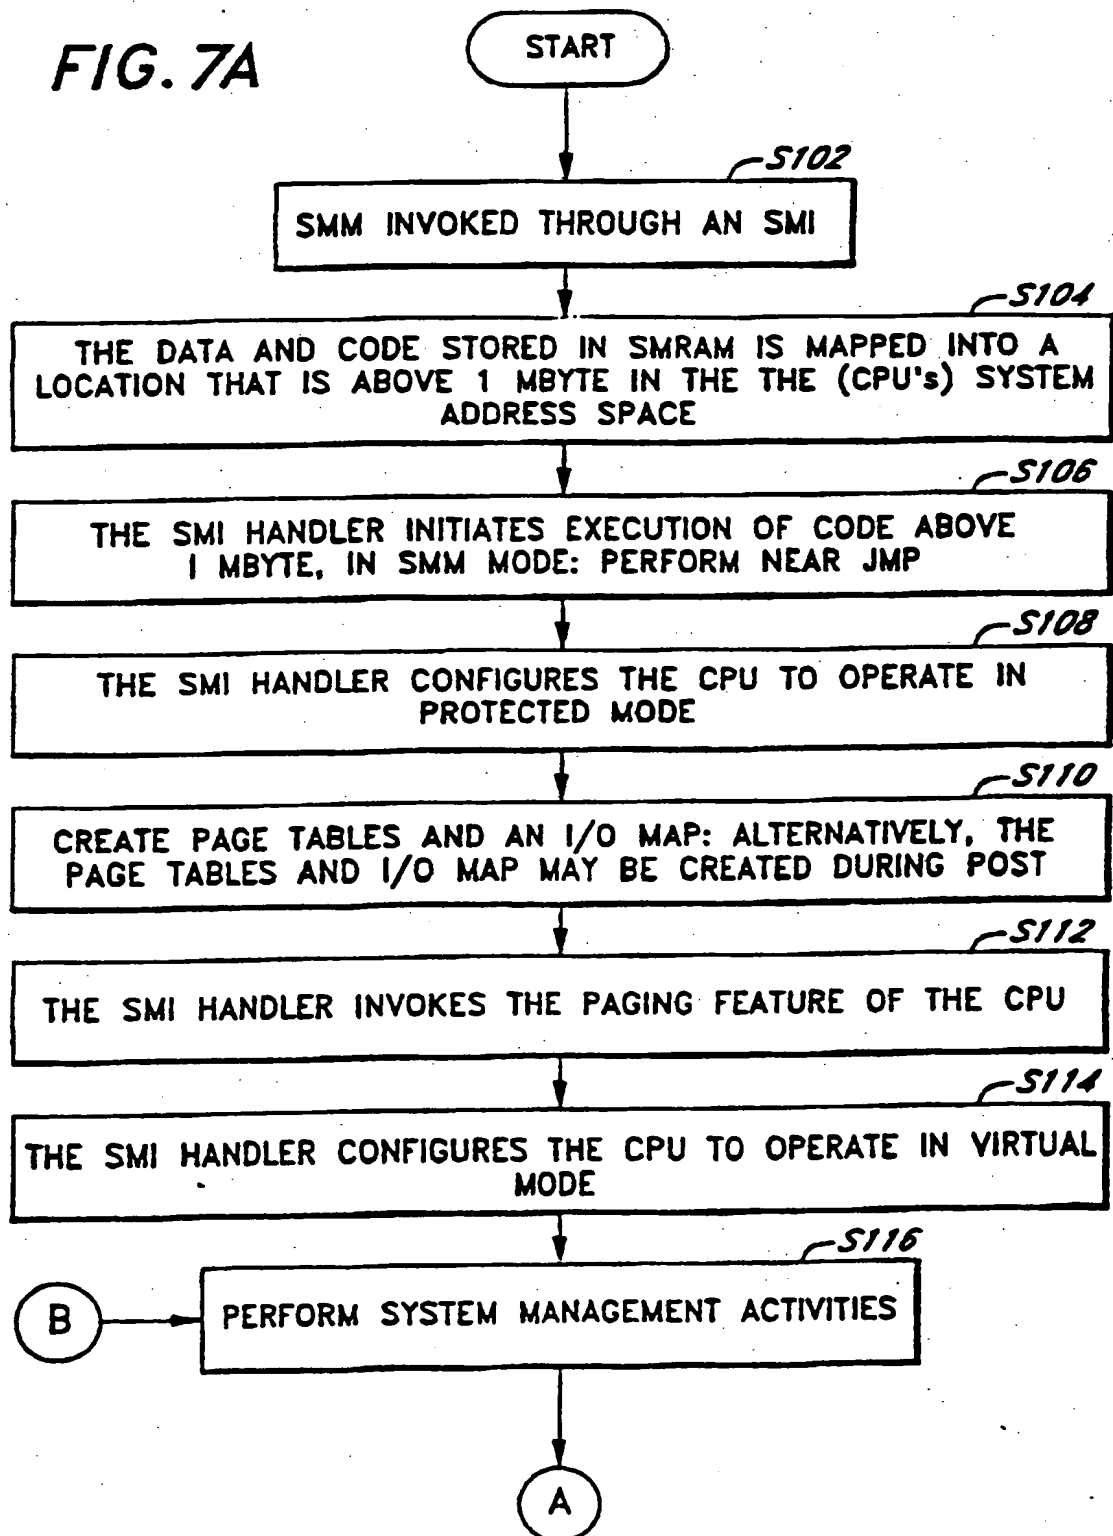 FIG. 7A
START
S102
SMM INVOKED THROUGH AN SMI
S104
THE DATA AND CODE STORED IN SMRAM IS MAPPED INTO A
LOCATION THAT IS ABOVE 1 MBYTE IN THE THE (CPU's) SYSTEM
ADDRESS SPACE
S106
THE SMI HANDLER INITIATES EXECUTION OF CODE ABOVE
1 MBYTE, IN SMM MODE: PERFORM NEAR JMP
S108
THE SMI HANDLER CONFIGURES THE CPU TO OPERATE IN
PROTECTED MODE
S110
CREATE PAGE TABLES AND AN I/O MAP: ALTERNATIVELY, THE
PAGE TABLES AND I/O MAP MAY BE CREATED DURING POST
S112
THE SMI HANDLER INVOKES THE PAGING FEATURE OF THE CPU
S114
THE SMI HANDLER CONFIGURES THE CPU TO OPERATE IN VIRTUAL
MODE
S116
B
PERFORM SYSTEM MANAGEMENT ACTIVITIES
A